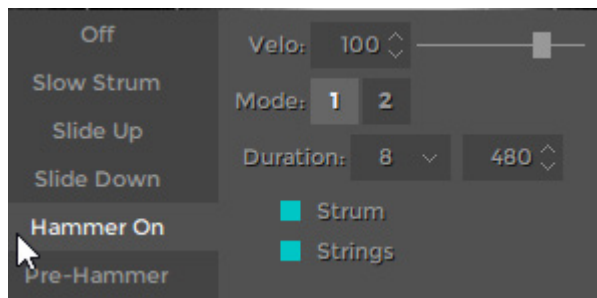 Off
Slow Strum
Slide Up
Slide Down
Hammer On
Pre-Hammer
Velo: 100
Mode: 1 2
Duration: 8 480
Strum
Strings